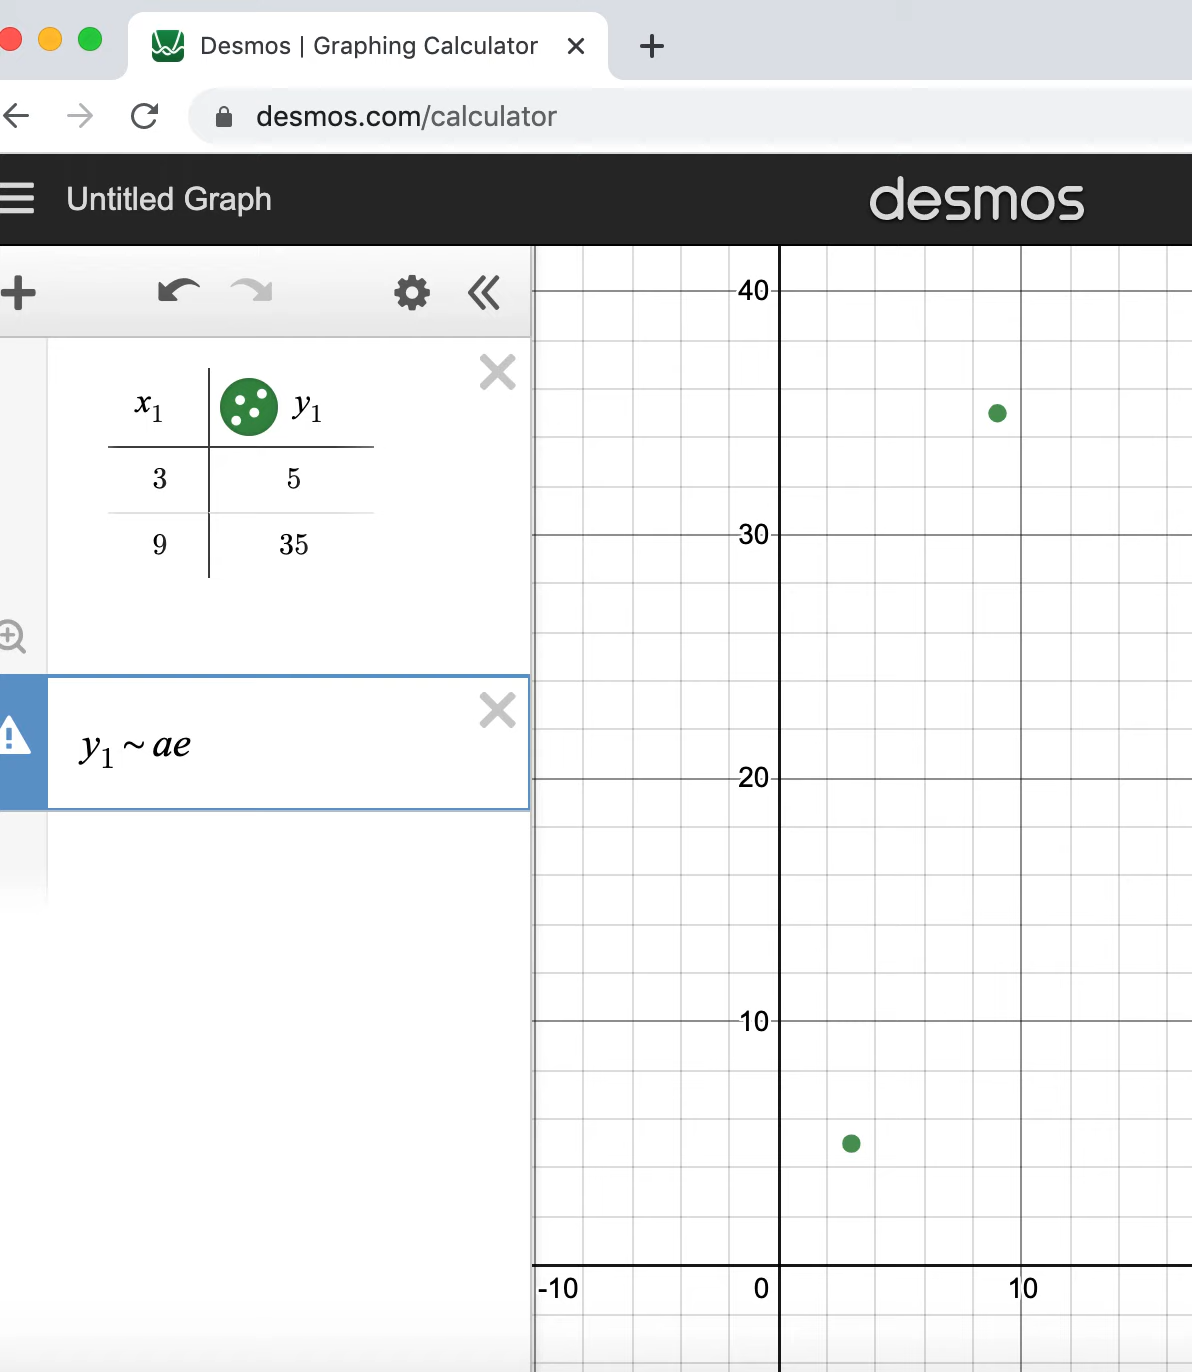 Desmos | Graphing Calculator
desmos.com/calculator
Untitled Graph
desmos
x₁ y₁
3 5
9 35
y₁ ~ ae
40
30
20
10
-10 0 10